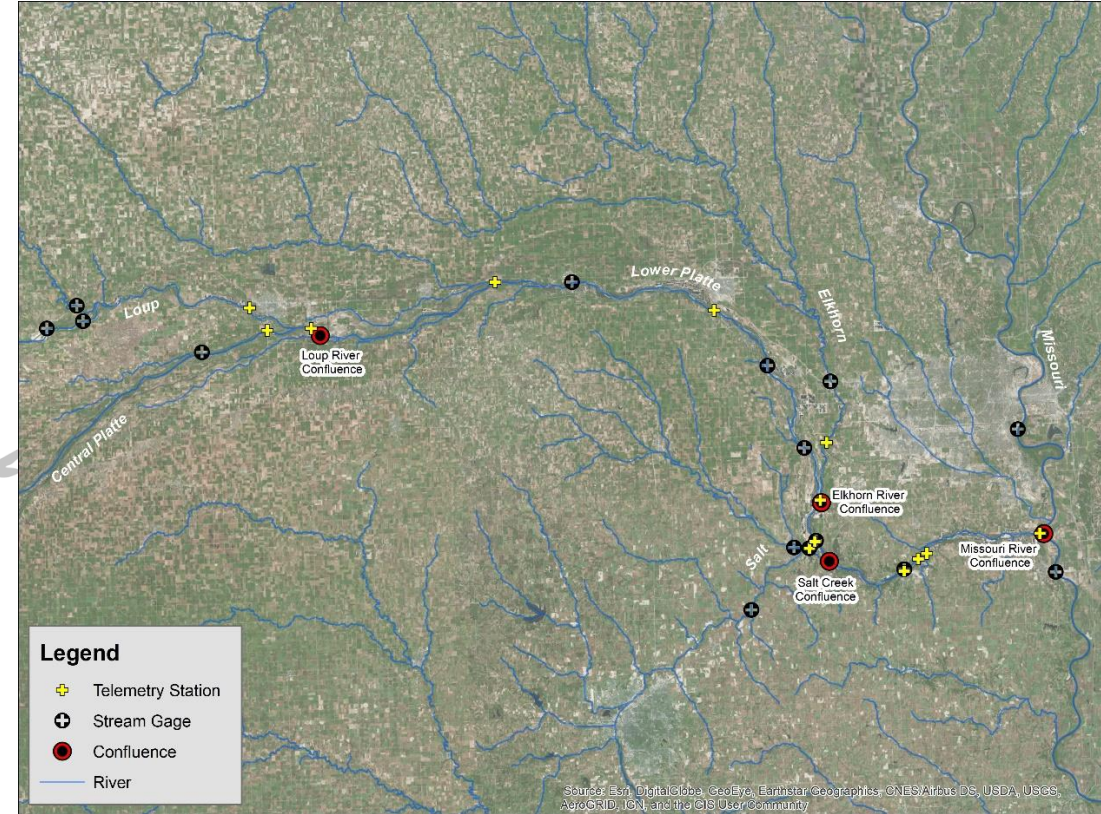 Loup
Lower Platte
Elkhorn
Missouri
Loup River
Confluence
Central Platte
Elkhorn River
Confluence
Salt
Missouri River
Confluence
Salt Creek
Confluence
Legend
Telemetry Station
Stream Gage
Confluence
River
Source: Esri, DigitalGlobe, GeoEye, Earthstar Geographics, CNES/Airbus DS, USDA, USGS,
AeroGRID, IGN, and the GIS User Community